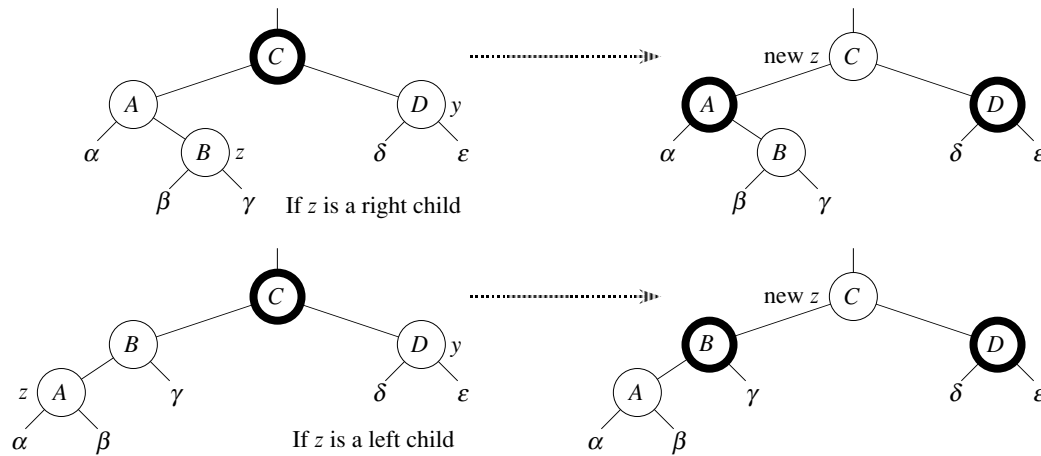 C
new z C
A D y
A D
α B z δ ε
α B δ ε
β γ
β γ
If z is a right child
C
new z C
B D y
B D
z A γ δ ε
A γ δ ε
α β
α β
If z is a left child